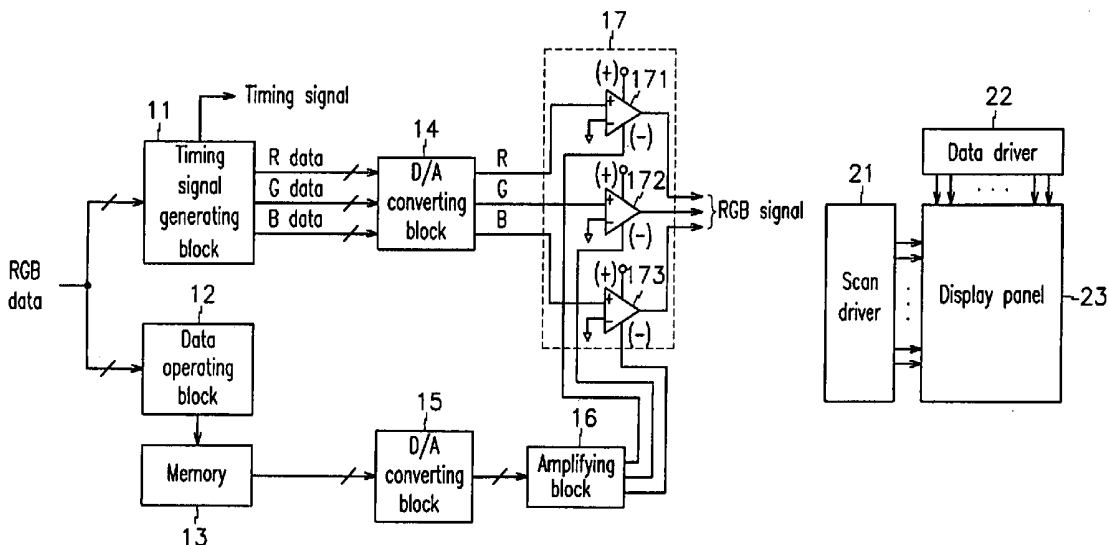 17
(+)
171
Timing signal
11
(-)
22
Timing
signal
generating
block
R data
G data
B data
14
D/A
converting
block
R
G
B
(+)
172
RGB signal
(-)
Data driver
21
RGB
data
(+)
173
(-)
Scan
driver
Display panel
23
12
Data
operating
block
15
D/A
converting
block
16
Amplifying
block
Memory
13